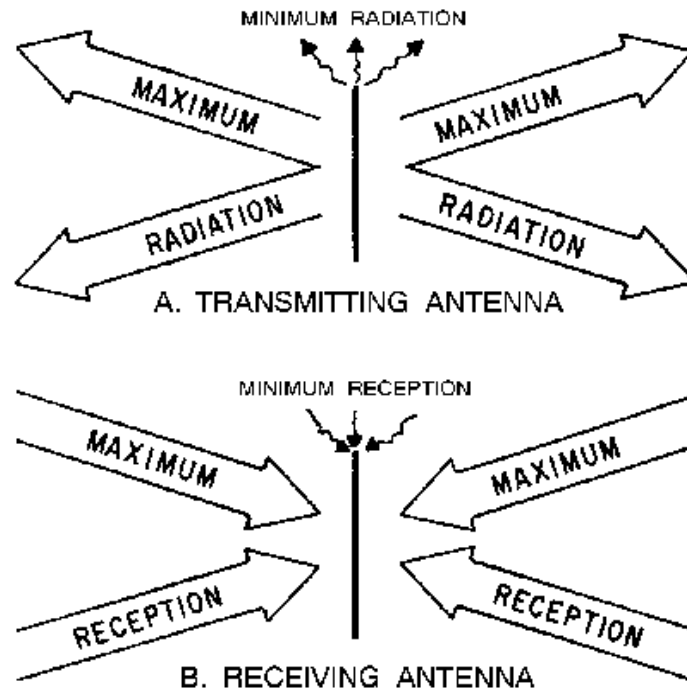 MINIMUM RADIATION
MAXIMUM
MAXIMUM
RADIATION
RADIATION
A. TRANSMITTING ANTENNA
MINIMUM RECEPTION
MAXIMUM
MAXIMUM
RECEPTION
RECEPTION
B. RECEIVING ANTENNA